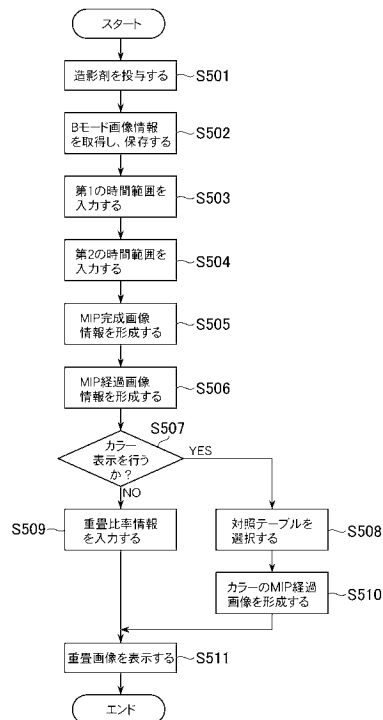 スタート
造影剤を投与する
S501
Bモード画像情報
を取得し、保存する
S502
第1の時間範囲を
入力する
S503
第2の時間範囲を
入力する
S504
MIP完成画像
情報を形成する
S505
MIP経過画像
情報を形成する
S506
S507
カラー
表示を行う
か?
YES
NO
S509
重畳比率情報
を入力する
対照テーブルを
選択する
S508
カラーのMIP経過
画像を形成する
S510
重畳画像を表示する
S511
エンド